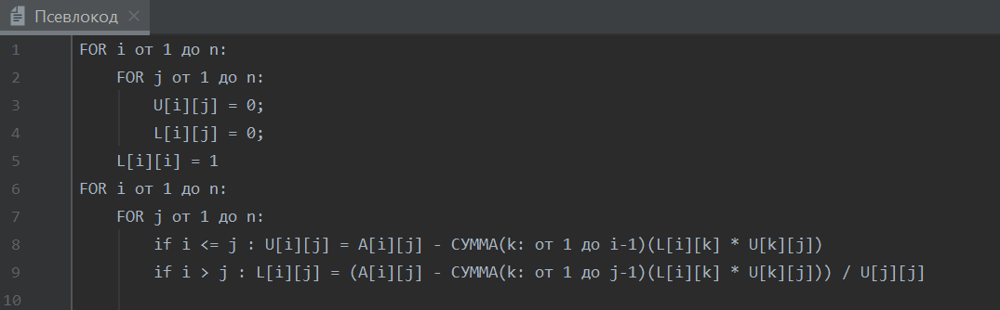 Псевлокод
1 FOR i от 1 до n:
2 FOR j от 1 до n:
3 U[i][j] = 0;
4 L[i][j] = 0;
5 L[i][i] = 1
6 FOR i от 1 до n:
7 FOR j от 1 до n:
8 if i <= j : U[i][j] = A[i][j] - СУММА(k: от 1 до i-1)(L[i][k] * U[k][j])
9 if i > j : L[i][j] = (A[i][j] - СУММА(k: от 1 до j-1)(L[i][k] * U[k][j])) / U[j][j]
10